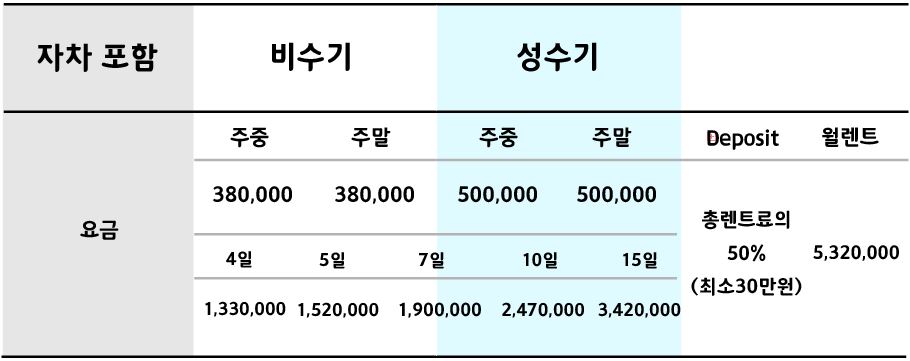 자차 포함 비수기 성수기
주중 주말 주중 주말 Deposit 월렌트
요금
380,000 380,000 500,000 500,000
총렌트료의
50%
(최소30만원)
5,320,000
4일 5일 7일 10일 15일
1,330,000 1,520,000 1,900,000 2,470,000 3,420,000